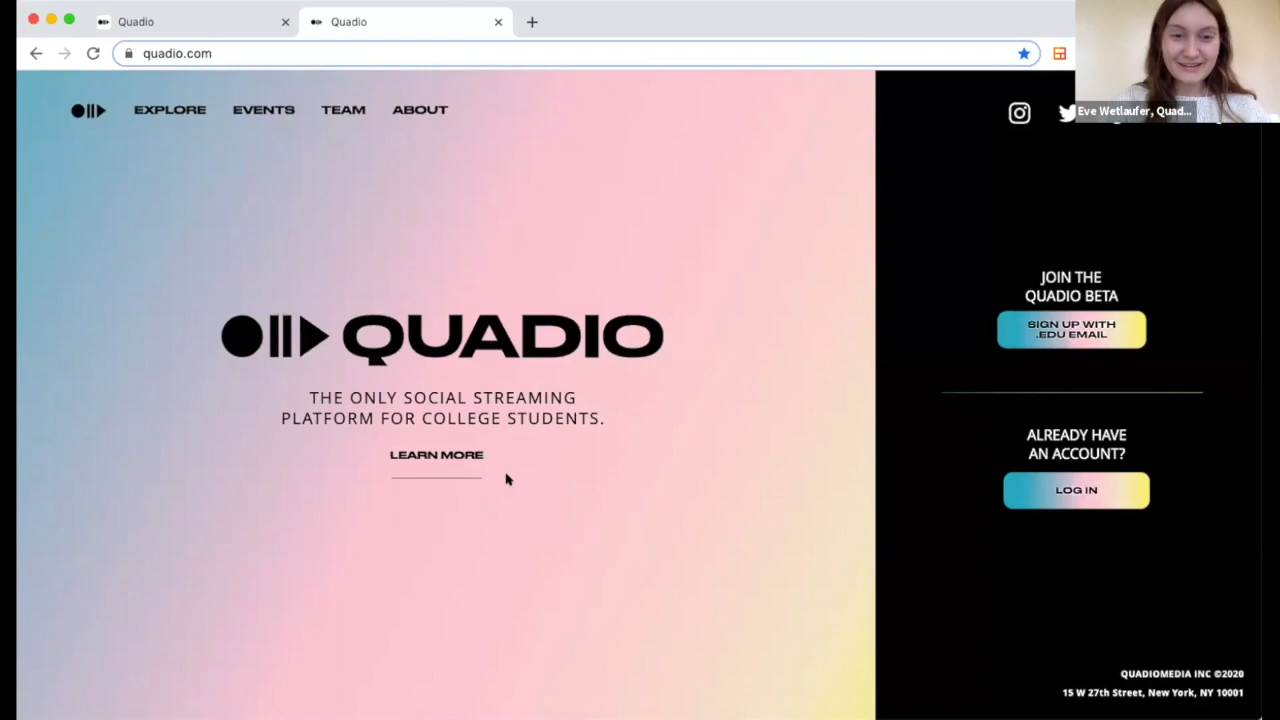 Quadio
Quadio
quadio.com
EXPLORE
EVENTS
TEAM
ABOUT
Eve Wetlaufer, Quad...
QUADIO
THE ONLY SOCIAL STREAMING
PLATFORM FOR COLLEGE STUDENTS.
LEARN MORE
JOIN THE
QUADIO BETA
SIGN UP WITH
.EDU EMAIL
ALREADY HAVE
AN ACCOUNT?
LOG IN
QUADIOMEDIA INC ©2020
15 W 27th Street, New York, NY 10001